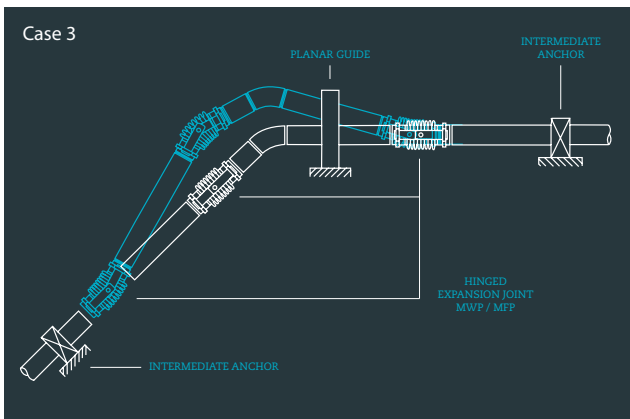 Case 3
PLANAR GUIDE
INTERMEDIATE
ANCHOR
HINGED
EXPANSION JOINT
MWP / MFP
INTERMEDIATE ANCHOR